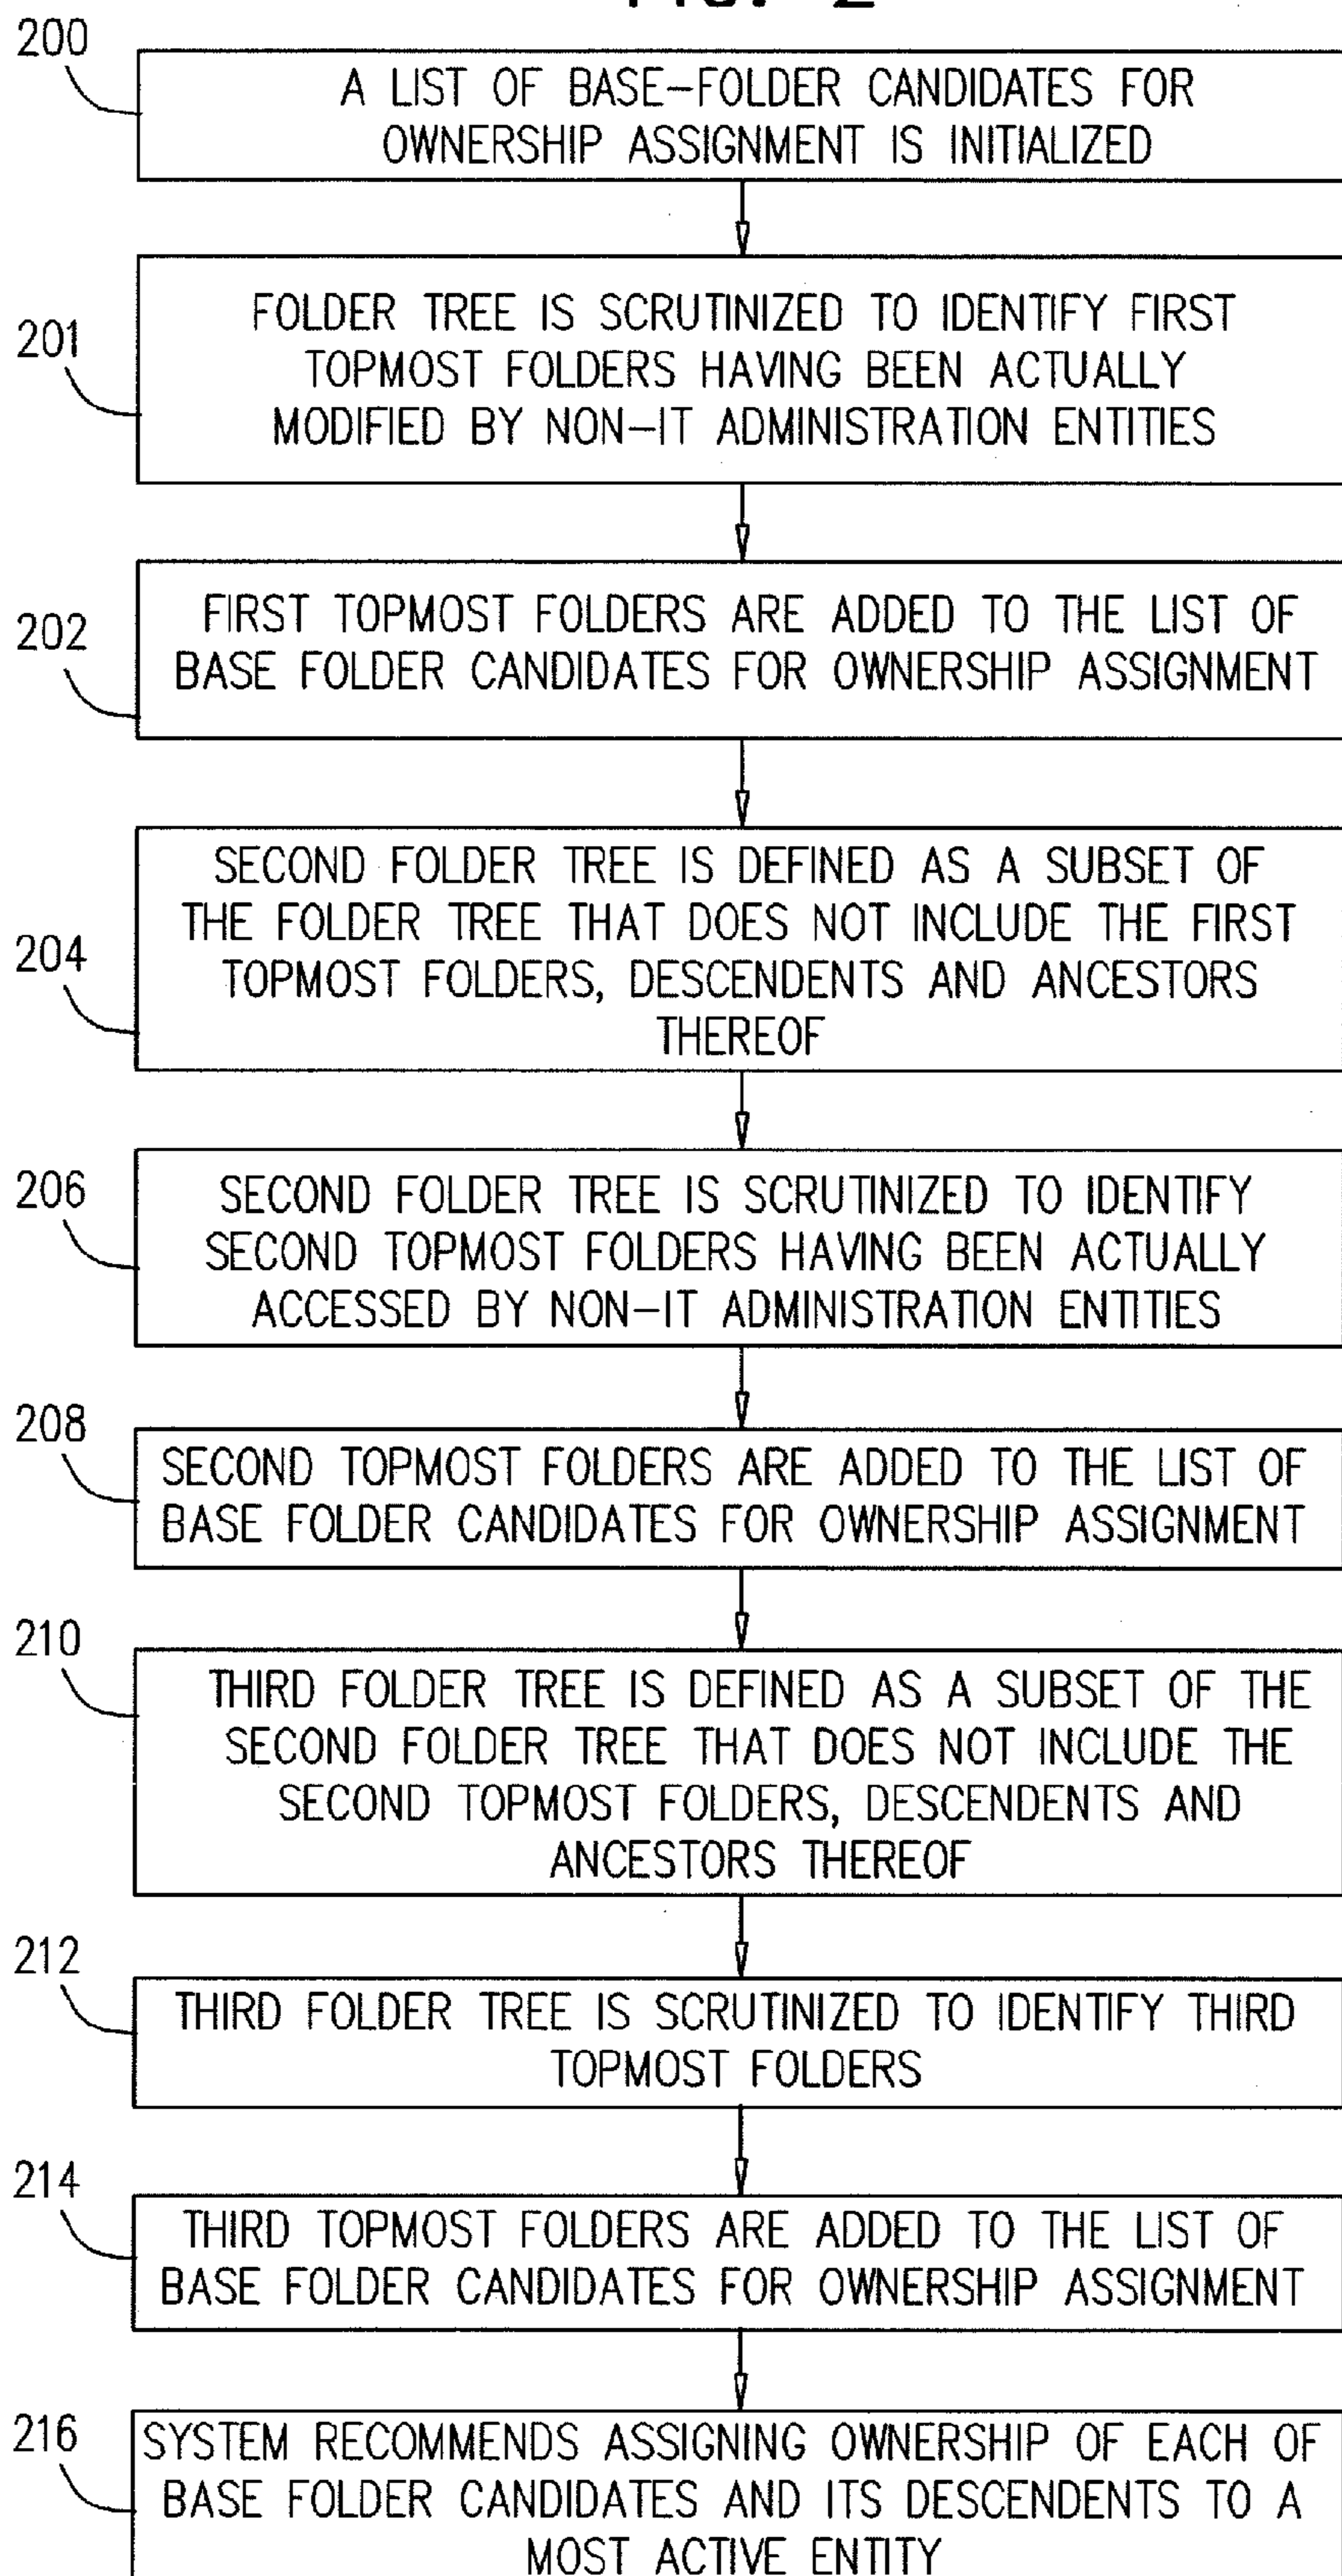 FIG. 2
200
A LIST OF BASE-FOLDER CANDIDATES FOR
OWNERSHIP ASSIGNMENT IS INITIALIZED
201
FOLDER TREE IS SCRUTINIZED TO IDENTIFY FIRST
TOPMOST FOLDERS HAVING BEEN ACTUALLY
MODIFIED BY NON-IT ADMINISTRATION ENTITIES
202
FIRST TOPMOST FOLDERS ARE ADDED TO THE LIST OF
BASE FOLDER CANDIDATES FOR OWNERSHIP ASSIGNMENT
204
SECOND FOLDER TREE IS DEFINED AS A SUBSET OF
THE FOLDER TREE THAT DOES NOT INCLUDE THE FIRST
TOPMOST FOLDERS, DESCENDENTS AND ANCESTORS
THEREOF
206
SECOND FOLDER TREE IS SCRUTINIZED TO IDENTIFY
SECOND TOPMOST FOLDERS HAVING BEEN ACTUALLY
ACCESSED BY NON-IT ADMINISTRATION ENTITIES
208
SECOND TOPMOST FOLDERS ARE ADDED TO THE LIST OF
BASE FOLDER CANDIDATES FOR OWNERSHIP ASSIGNMENT
210
THIRD FOLDER TREE IS DEFINED AS A SUBSET OF THE
SECOND FOLDER TREE THAT DOES NOT INCLUDE THE
SECOND TOPMOST FOLDERS, DESCENDENTS AND
ANCESTORS THEREOF
212
THIRD FOLDER TREE IS SCRUTINIZED TO IDENTIFY THIRD
TOPMOST FOLDERS
214
THIRD TOPMOST FOLDERS ARE ADDED TO THE LIST OF
BASE FOLDER CANDIDATES FOR OWNERSHIP ASSIGNMENT
216
SYSTEM RECOMMENDS ASSIGNING OWNERSHIP OF EACH OF
BASE FOLDER CANDIDATES AND ITS DESCENDENTS TO A
MOST ACTIVE ENTITY